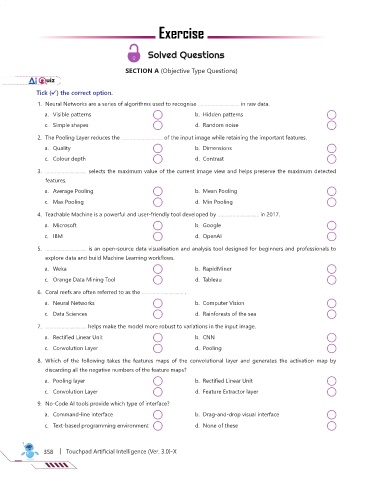 Exercise
Solved Questions
SECTION A (Objective Type Questions)
Ai Quiz
Tick (✓) the correct option.
1. Neural Networks are a series of algorithms used to recognise ........................ in raw data.
a. Visible patterns b. Hidden patterns
c. Simple shapes d. Random noise
2. The Pooling Layer reduces the ........................ of the input image while retaining the important features.
a. Quality b. Dimensions
c. Colour depth d. Contrast
3. ........................ selects the maximum value of the current image view and helps preserve the maximum detected
features.
a. Average Pooling b. Mean Pooling
c. Max Pooling d. Min Pooling
4. Teachable Machine is a powerful and user-friendly tool developed by ........................ in 2017.
a. Microsoft b. Google
c. IBM d. OpenAI
5. ........................ is an open-source data visualisation and analysis tool designed for beginners and professionals to
explore data and build Machine Learning workflows.
a. Weka b. RapidMiner
c. Orange Data Mining Tool d. Tableau
6. Coral reefs are often referred to as the ........................ .
a. Neural Networks b. Computer Vision
c. Data Sciences d. Rainforests of the sea
7. ........................ helps make the model more robust to variations in the input image.
a. Rectified Linear Unit b. CNN
c. Convolution Layer d. Pooling
8. Which of the following takes the features maps of the convolutional layer and generates the activation map by
discarding all the negative numbers of the feature maps?
a. Pooling layer b. Rectified Linear Unit
c. Convolution Layer d. Feature Extractor layer
9. No-Code AI tools provide which type of interface?
a. Command-line interface b. Drag-and-drop visual interface
c. Text-based programming environment d. None of these
358 | Touchpad Artificial Intelligence (Ver. 3.0)-X